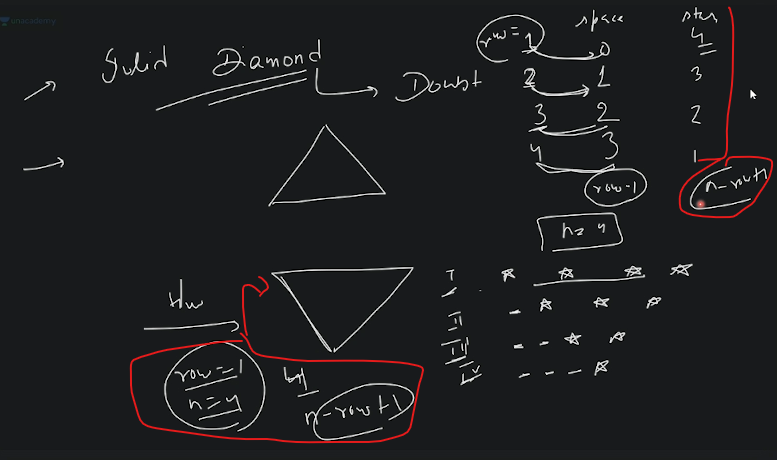 unacademy
Solid Diamond
Doubt
row = 1
space
star
0
4
2 1 3
3 2 2
4 3 1
row-1
n-row+1
n= 4
Hw
row=1
n=4
4
n-row+1
I
II
III
IV